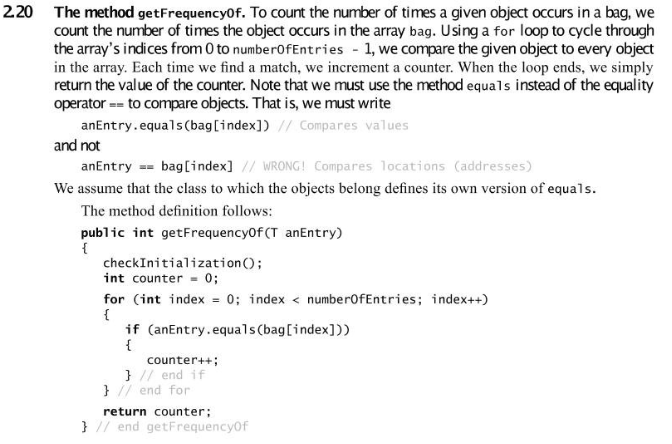 2.20 The method getFrequencyOf. To count the number of times a given object occurs in a bag, we
count the number of times the object occurs in the array bag. Using a for loop to cycle through
the array's indices from 0 to numberOfEntries - 1, we compare the given object to every object
in the array. Each time we find a match, we increment a counter. When the loop ends, we simply
return the value of the counter. Note that we must use the method equals instead of the equality
operator == to compare objects. That is, we must write
anEntry.equals(bag[index]) // Compares values
and not
anEntry == bag[index] // WRONG! Compares locations (addresses)
We assume that the class to which the objects belong defines its own version of equals.
The method definition follows:
public int getFrequencyOf(T anEntry)
{
checkInitialization();
int counter = 0;
for (int index = 0; index < numberOfEntries; index++)
{
if (anEntry.equals(bag[index]))
{
counter++;
} // end if
} // end for
return counter;
} // end getFrequencyOf